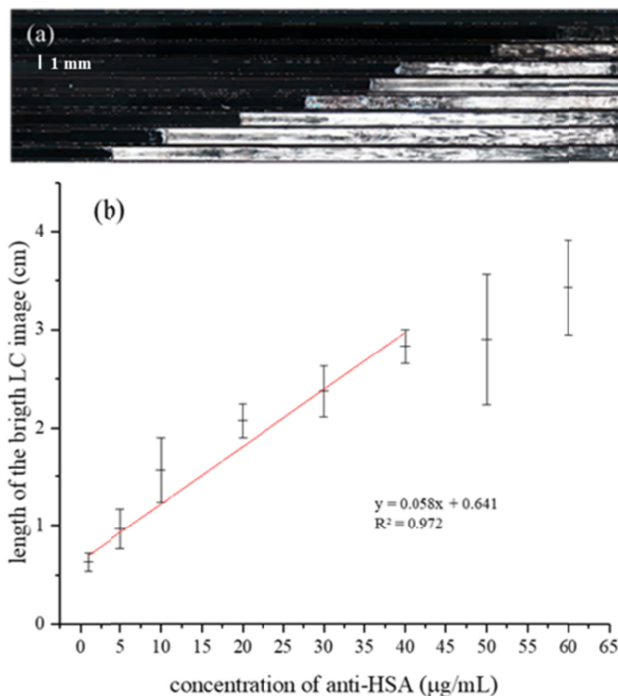 (a)
1 mm
(b)
length of the brigth LC image (cm)
4
3
2
1
0
y = 0.058x + 0.641
R² = 0.972
0 5 10 15 20 25 30 35 40 45 50 55 60 65
concentration of anti-HSA (μg/mL)